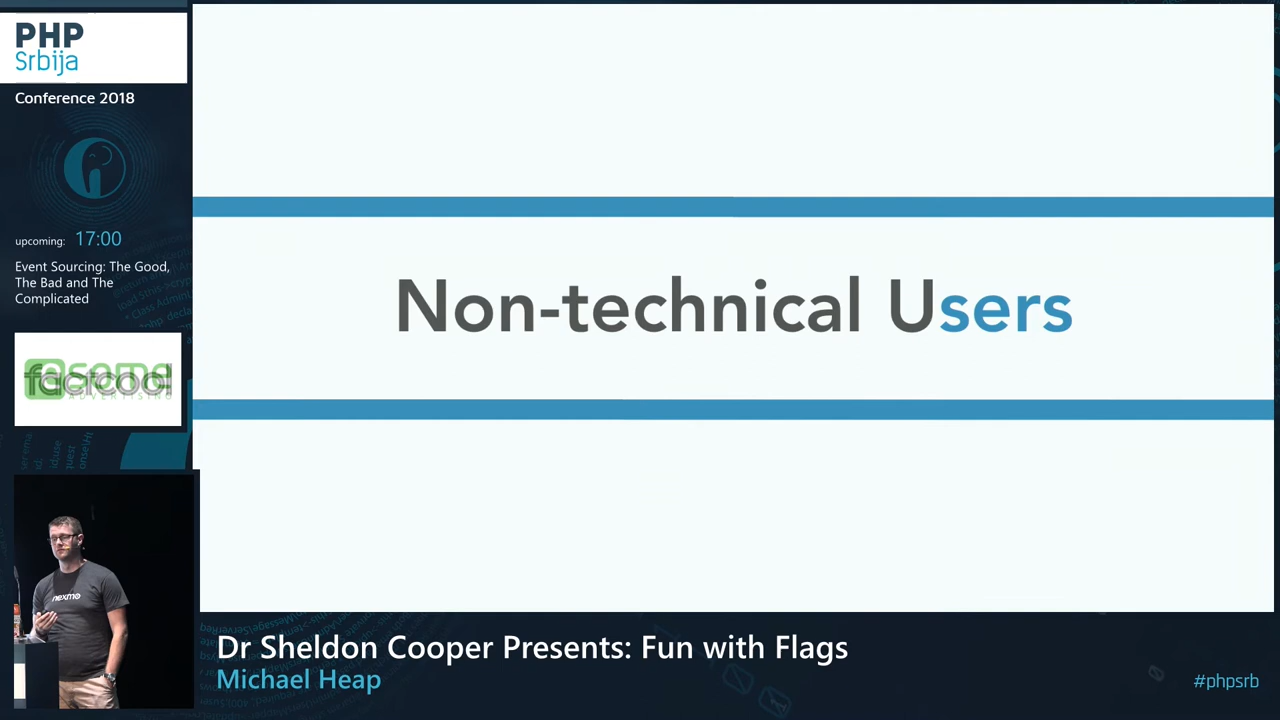 PHP
Srbija
Conference 2018
upcoming: 17:00
Event Sourcing: The Good,
The Bad and The
Complicated
Non-technical Users
nexmo
Dr Sheldon Cooper Presents: Fun with Flags
Michael Heap
#phpsrb